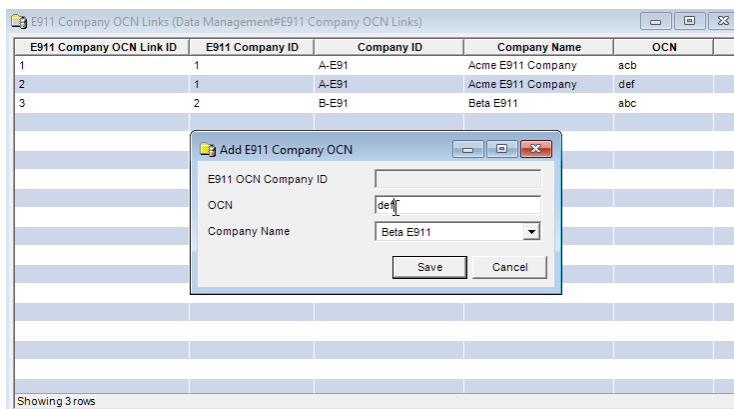 E911 Company OCN Links (Data Management#E911 Company OCN Links)
E911 Company OCN Link ID E911 Company ID Company ID Company Name OCN
1 1 A-E91 Acme E911 Company acb
2 1 A-E91 Acme E911 Company def
3 2 B-E91 Beta E911 abc
Add E911 Company OCN
E911 OCN Company ID
OCN def
Company Name Beta E911
Save Cancel
Showing 3 rows